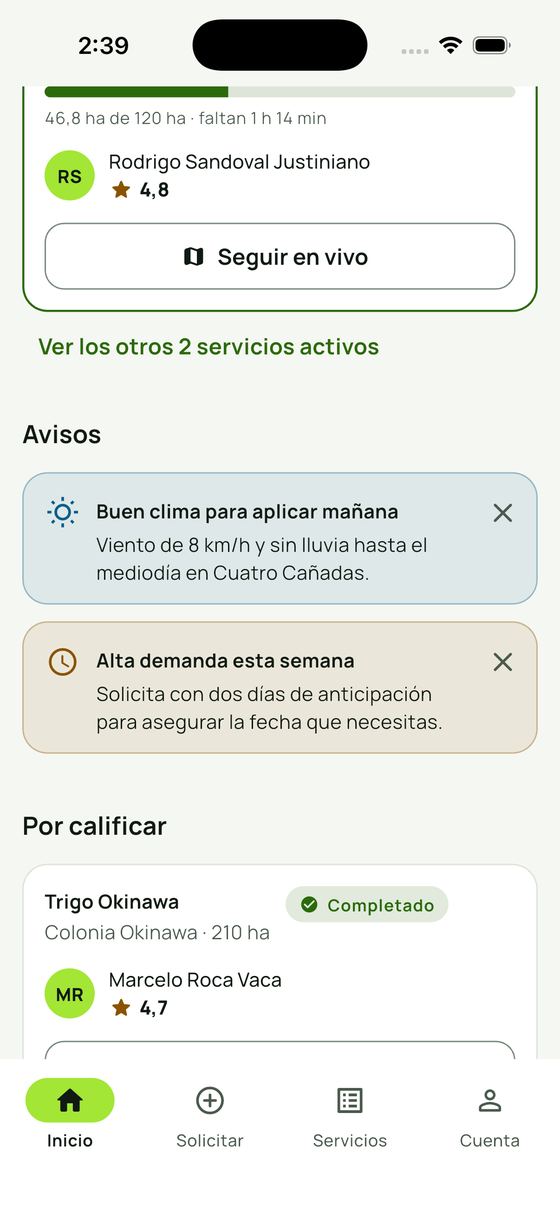 2:39
46,8 ha de 120 ha · faltan 1 h 14 min
RS
Rodrigo Sandoval Justiniano
4,8
Seguir en vivo
Ver los otros 2 servicios activos
Avisos
Buen clima para aplicar mañana
Viento de 8 km/h y sin lluvia hasta el
mediodía en Cuatro Cañadas.
Alta demanda esta semana
Solicita con dos días de anticipación
para asegurar la fecha que necesitas.
Por calificar
Trigo Okinawa
Completado
Colonia Okinawa · 210 ha
MR
Marcelo Roca Vaca
4,7
Inicio
Solicitar
Servicios
Cuenta